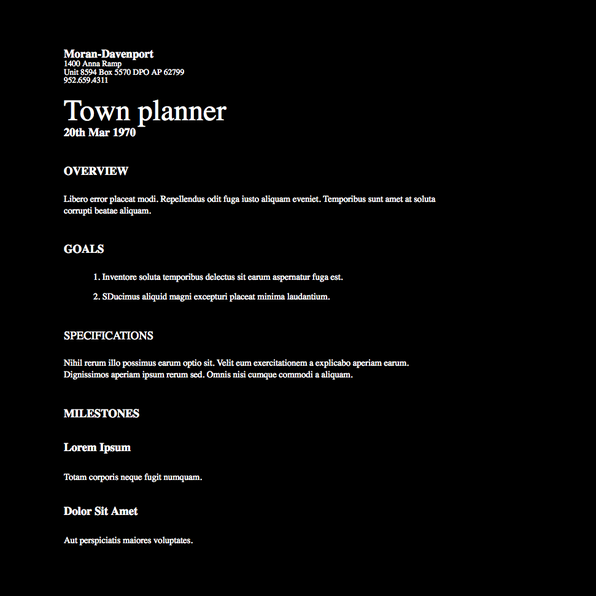 Moran-Davenport
1400 Anna Ramp
Unit 8594 Box 5570 DPO AP 62799
952.659.4311
Town planner
20th Mar 1970
OVERVIEW
Libero error placeat modi. Repellendus odit fuga iusto aliquam eveniet. Temporibus sunt amet at soluta
corrupti beatae aliquam.
GOALS
1. Inventore soluta temporibus delectus sit earum aspernatur fuga est.
2. SDucimus aliquid magni excepturi placeat minima laudantium.
SPECIFICATIONS
Nihil rerum illo possimus earum optio sit. Velit eum exercitationem a explicabo aperiam earum.
Dignissimos aperiam ipsum rerum sed. Omnis nisi cumque commodi a aliquam.
MILESTONES
Lorem Ipsum
Totam corporis neque fugit numquam.
Dolor Sit Amet
Aut perspiciatis maiores voluptates.